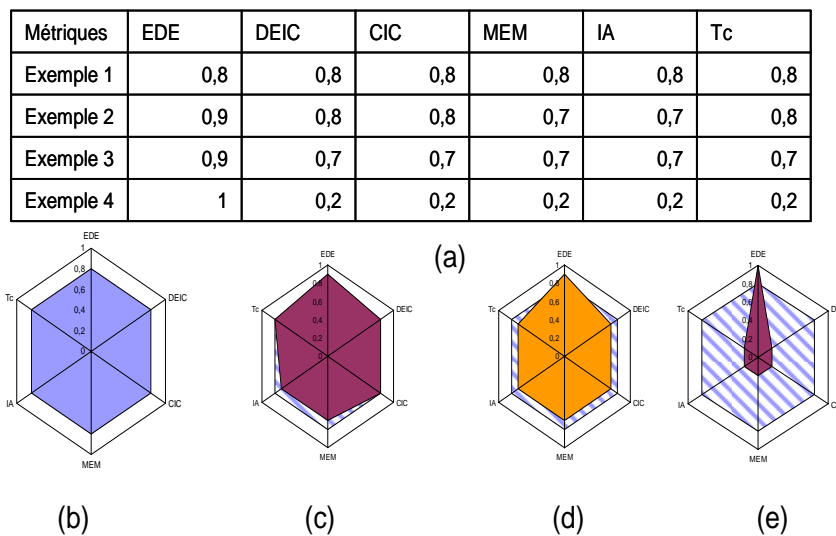 Métriques EDE DEIC CIC MEM IA Tc
Exemple 1 0,8 0,8 0,8 0,8 0,8 0,8
Exemple 2 0,9 0,8 0,8 0,7 0,7 0,8
Exemple 3 0,9 0,7 0,7 0,7 0,7 0,7
Exemple 4 1 0,2 0,2 0,2 0,2 0,2
(a)
EDE
1
0,8
0,6
0,4
0,2
0
Tc
DEIC
IA
CIC
MEM
(b)
EDE
1
0,8
0,6
0,4
0,2
0
Tc
DEIC
IA
CIC
MEM
(c)
EDE
1
0,8
0,6
0,4
0,2
0
Tc
DEIC
IA
CIC
MEM
(d)
EDE
1
0,8
0,6
0,4
0,2
0
Tc
D
IA
C
MEM
(e)